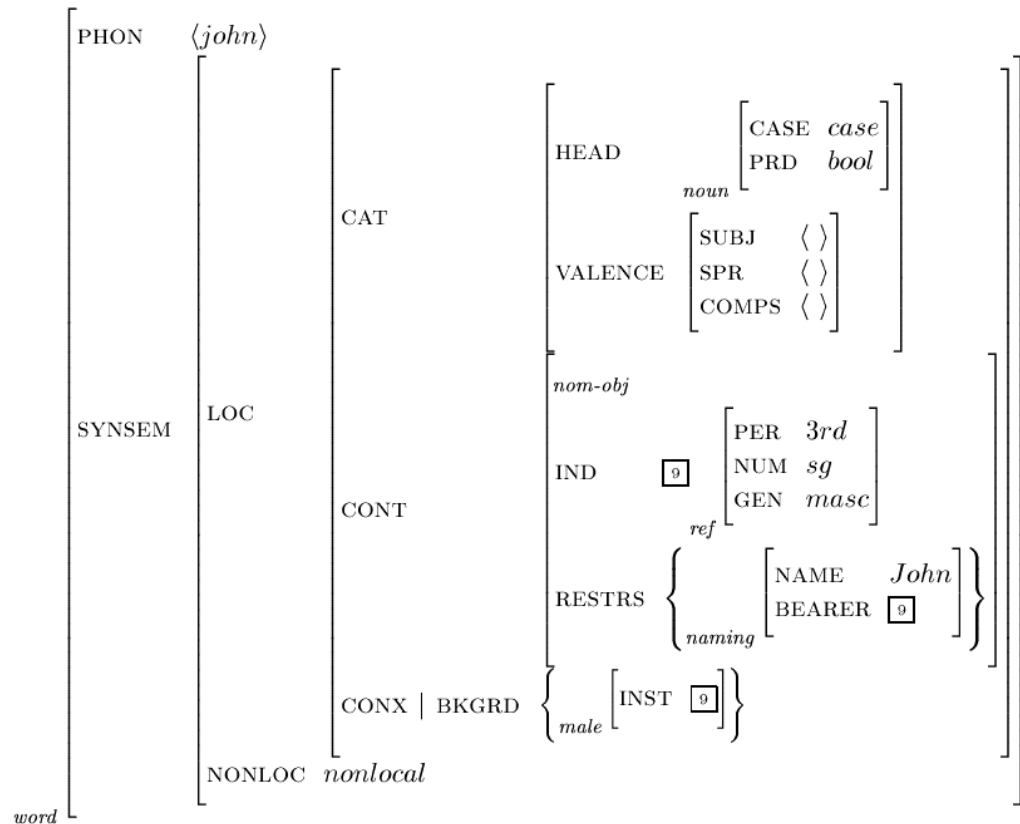 PHON ⟨john⟩
CASE case
HEAD
PRD bool
noun
CAT
SUBJ ⟨ ⟩
VALENCE SPR ⟨ ⟩
COMPS ⟨ ⟩
nom-obj
LOC
SYNSEM
PER 3rd
IND 9 NUM sg
GEN masc
CONT
ref
NAME John
RESTRS
BEARER 9
naming
CONX | BKGRD { male [INST 9] }
NONLOC nonlocal
word